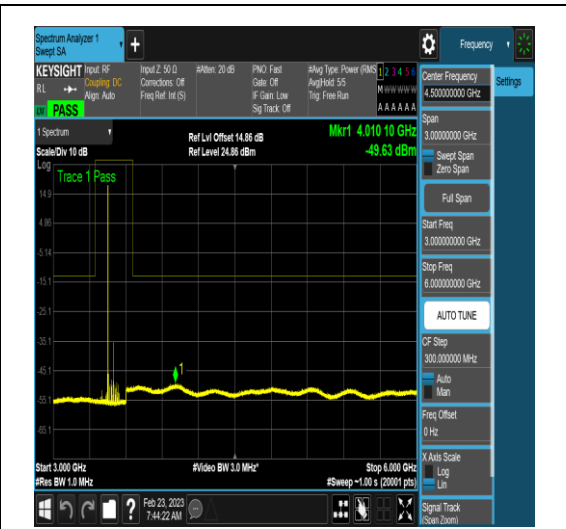 Spectrum Analyzer 1
Swept SA
Frequency
KEYSIGHT
RL
PASS
Input: RF
Coupling: DC
Align: Auto
Input Z: 50 Ω
Corrections: Off
Freq Ref: Int (S)
#Atten: 20 dB
PNO: Fast
Gate: Off
IF Gain: Low
Sig Track: Off
#Avg Type: Power (RMS
Avg|Hold: 5/5
Trig: Free Run
1 2 3 4 5 6
M W W W W W
A A A A A A
1 Spectrum
Scale/Div 10 dB
Ref Lvl Offset 14.86 dB
Ref Level 24.86 dBm
Mkr1 4.010 10 GHz
-49.63 dBm
Log
Trace 1 Pass
14.9
4.86
-5.14
-15.1
-25.1
-35.1
-45.1
-55.1
-65.1
1
Start 3.000 GHz
#Res BW 1.0 MHz
#Video BW 3.0 MHz*
Stop 6.000 GHz
#Sweep ~1.00 s (20001 pts)
Feb 23, 2023
7:44:22 AM
Center Frequency
4.500000000 GHz
Span
3.00000000 GHz
Swept Span
Zero Span
Full Span
Start Freq
3.000000000 GHz
Stop Freq
6.000000000 GHz
AUTO TUNE
CF Step
300.000000 MHz
Auto
Man
Freq Offset
0 Hz
X Axis Scale
Log
Lin
Signal Track
(Span Zoom)
Settings